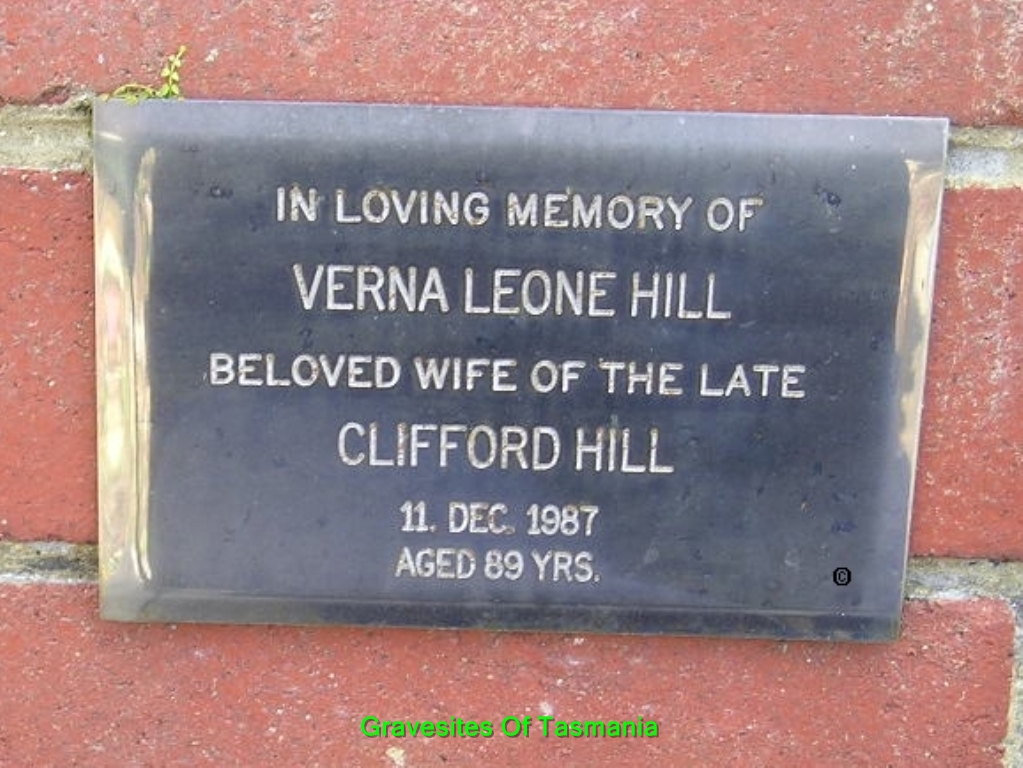 IN LOVING MEMORY OF
VERNA LEONE HILL
BELOVED WIFE OF THE LATE
CLIFFORD HILL
11. DEC. 1987
AGED 89 YRS.
©
Gravesites Of Tasmania